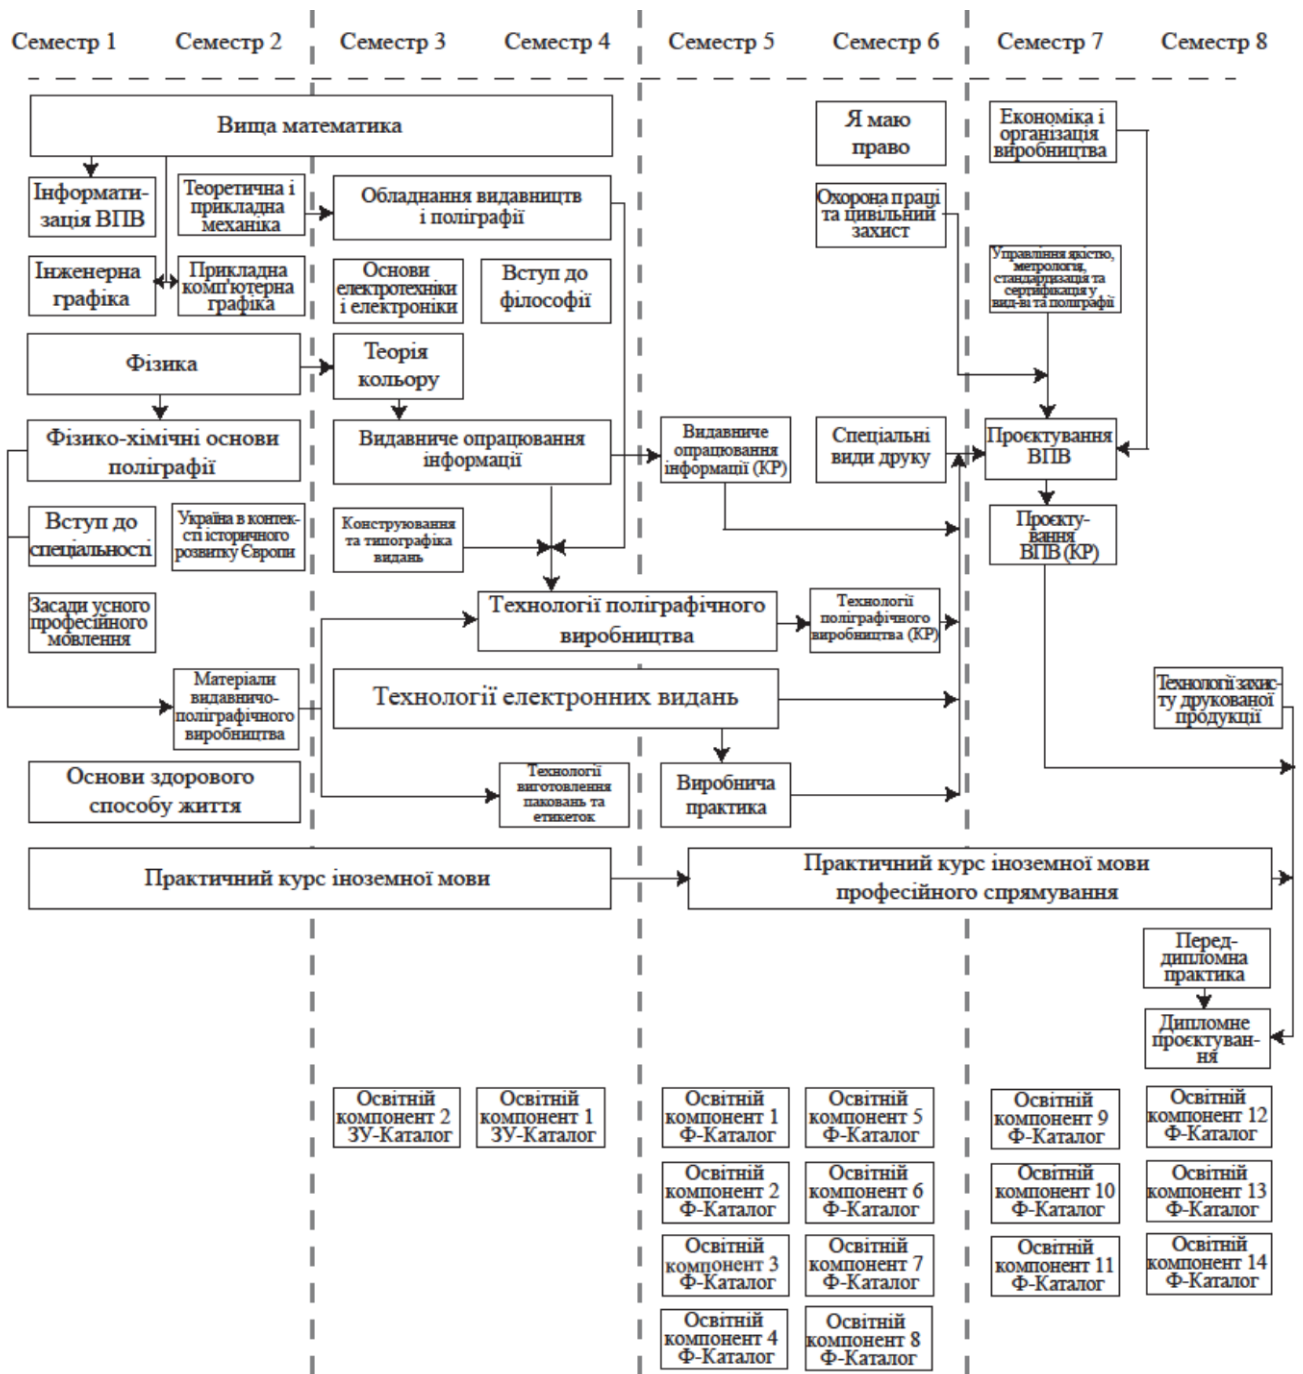 Семестр 1
Семестр 2
Семестр 3
Семестр 4
Семестр 5
Семестр 6
Семестр 7
Семестр 8
Вища математика
Я маю
право
Економіка і
організація
виробництва
Інформати-
зація ВПВ
Теоретична і
прикладна
механіка
Обладнання видавництв
і поліграфії
Охорона праці
та цивільний
захист
Інженерна
графіка
Прикладна
комп'ютерна
графіка
Основи
електротехніки
і електроніки
Вступ до
філософії
Управління якістю,
метрологія,
стандартизація та
сертифікація у
вид-ві та поліграфії
Фізика
Теорія
кольору
Фізико-хімічні основи
поліграфії
Видавниче опрацювання
інформації
Видавниче
опрацювання
інформації (КР)
Спеціальні
види друку
Проєктування
ВПВ
Вступ до
спеціальності
Україна в контек-
сті історичного
розвитку Європи
Конструювання
та типографіка
видань
Проєкту-
вання
ВПВ (КР)
Засади усного
професійного
мовлення
Технології поліграфічного
виробництва
Технології
поліграфічного
виробництва (КР)
Матеріали
видавничо-
поліграфічного
виробництва
Технології електронних видань
Технології захис-
ту друкованої
продукції
Основи здорового
способу життя
Технології
виготовлення
паковань та
етикеток
Виробнича
практика
Практичний курс іноземної мови
Практичний курс іноземної мови
професійного спрямування
Перед-
дипломна
практика
Дипломне
проєктуван-
ня
Освітній
компонент 2
ЗУ-Каталог
Освітній
компонент 1
ЗУ-Каталог
Освітній
компонент 1
Ф-Каталог
Освітній
компонент 5
Ф-Каталог
Освітній
компонент 9
Ф-Каталог
Освітній
компонент 12
Ф-Каталог
Освітній
компонент 2
Ф-Каталог
Освітній
компонент 6
Ф-Каталог
Освітній
компонент 10
Ф-Каталог
Освітній
компонент 13
Ф-Каталог
Освітній
компонент 3
Ф-Каталог
Освітній
компонент 7
Ф-Каталог
Освітній
компонент 11
Ф-Каталог
Освітній
компонент 14
Ф-Каталог
Освітній
компонент 4
Ф-Каталог
Освітній
компонент 8
Ф-Каталог